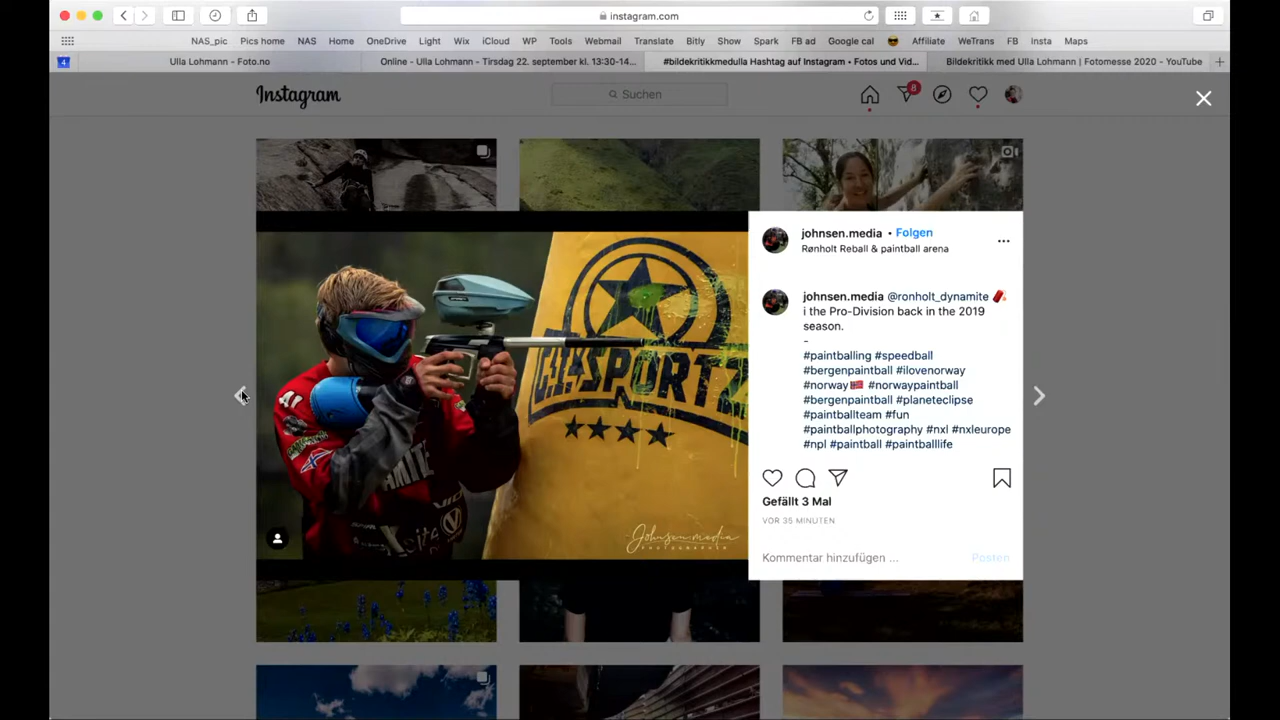 instagram.com
NAS_pic Pics home NAS Home OneDrive Light Wix iCloud WP Tools Webmail Translate Bitly Show Spark FB ad Google cal 😎 Affiliate WeTrans FB Insta Maps
4 Ulla Lohmann - Foto.no Online - Ulla Lohmann - Tirsdag 22. september kl. 13:30-14... #bildekritikkmedulla Hashtag auf Instagram • Fotos und Vid... Bildekritikk med Ulla Lohmann | Fotomesse 2020 - YouTube
Instagram Suchen 8
johnsen.media • Folgen
Rønholt Reball & paintball arena
johnsen.media @ronholt_dynamite 🧨
i the Pro-Division back in the 2019
season.
-
#paintballing #speedball
#bergenpaintball #ilovenorway
#norway🇳🇴 #norwaypaintball
#bergenpaintball #planeteclipse
#paintballteam #fun
#paintballphotography #nxl #nxleurope
#npl #paintball #paintballlife
Gefällt 3 Mal
VOR 35 MINUTEN
Kommentar hinzufügen ... Posten
SPORTZ
Johnsen.media
PHOTOGRAPHER